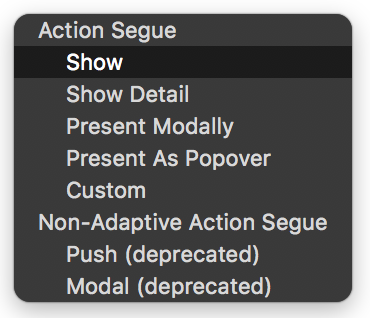 Action Segue
Show
Show Detail
Present Modally
Present As Popover
Custom
Non-Adaptive Action Segue
Push (deprecated)
Modal (deprecated)